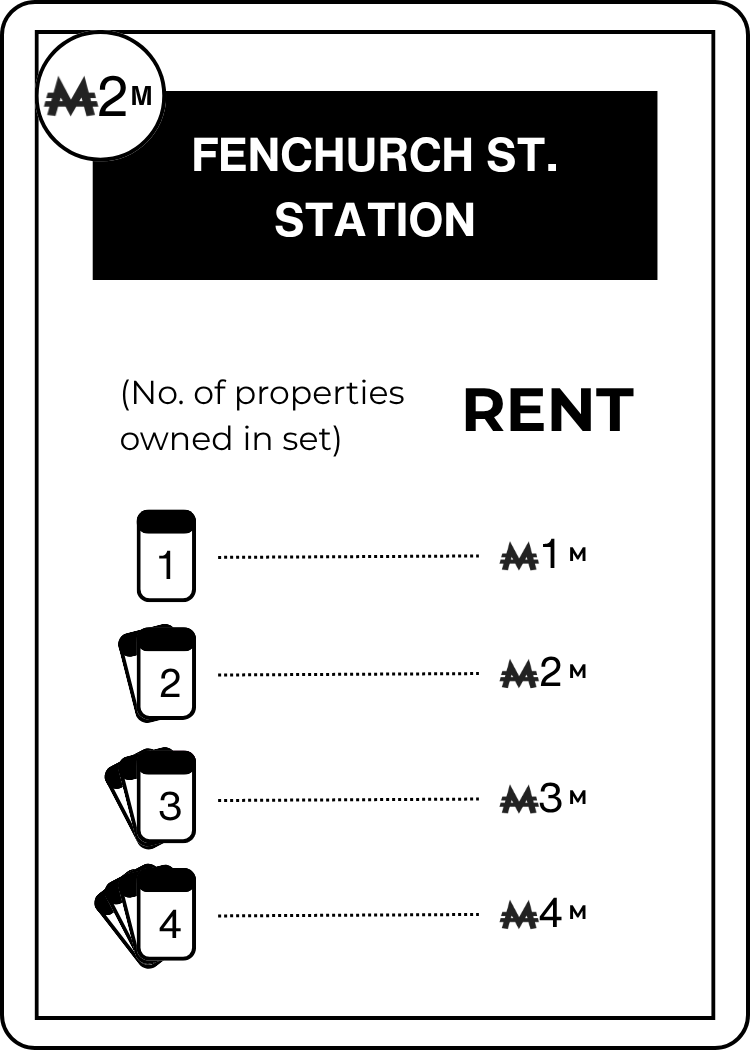 ₩2M
FENCHURCH ST.
STATION
(No. of properties
owned in set)
RENT
1 ₩1 M
2 ₩2 M
3 ₩3 M
4 ₩4 M